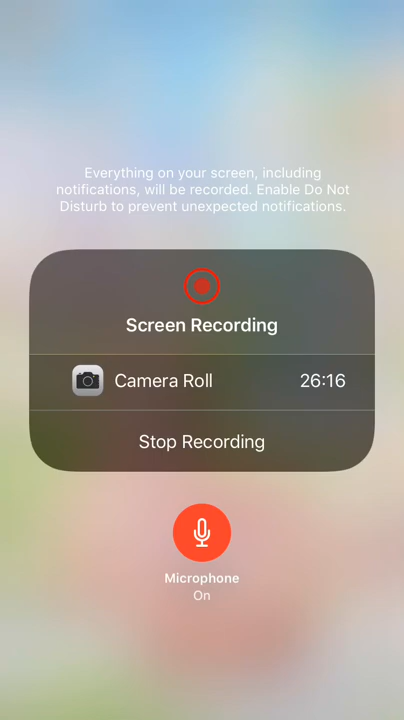 Everything on your screen, including
notifications, will be recorded. Enable Do Not
Disturb to prevent unexpected notifications.
Screen Recording
Camera Roll 26:16
Stop Recording
Microphone
On